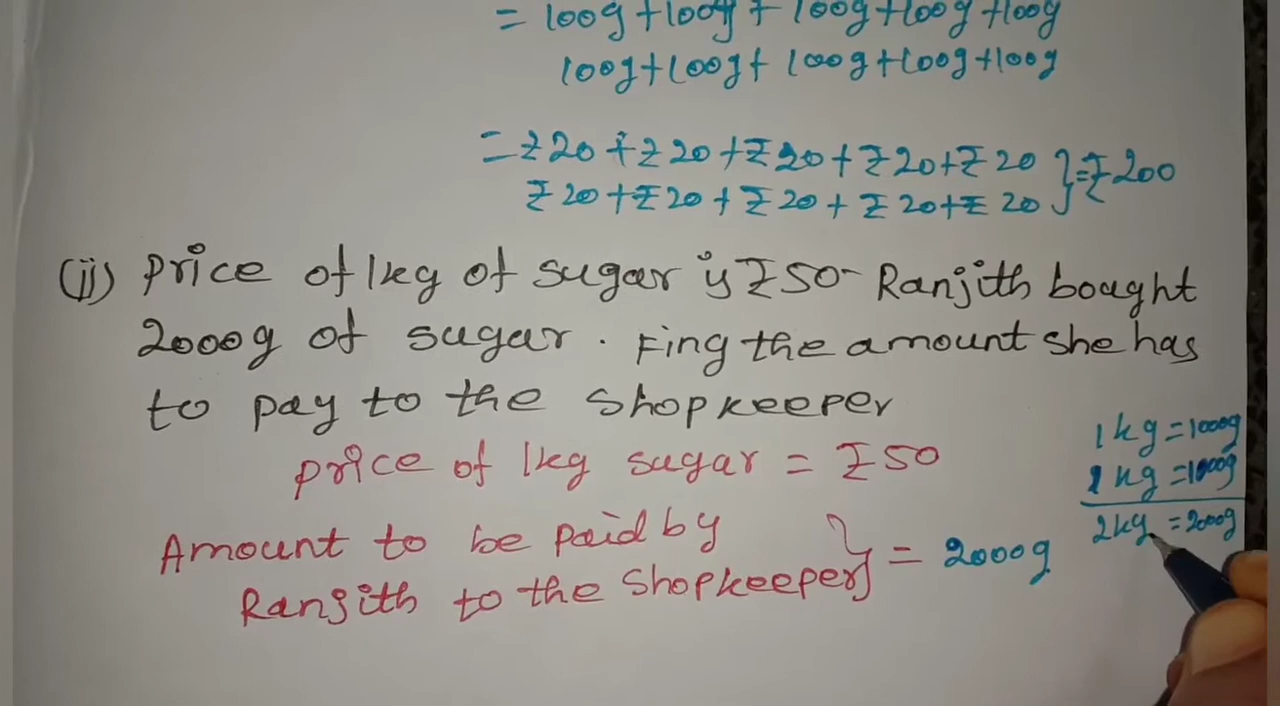 = 100g+100g+100g+100g+100g
100g+100g+100g+100g+100g
=₹20+₹20+₹20+₹20+₹20
₹20+₹20+₹20+₹20+₹20 }=₹200
(ii) Price of 1kg of sugar is ₹50- Ranjith bought
2000g of sugar. Fing the amount she has
to pay to the shopkeeper
Price of 1kg sugar = ₹50
1kg=1000g
1kg=1000g
2kg=2000g
Amount to be paid by
Ranjith to the shopkeeper } = 2000g